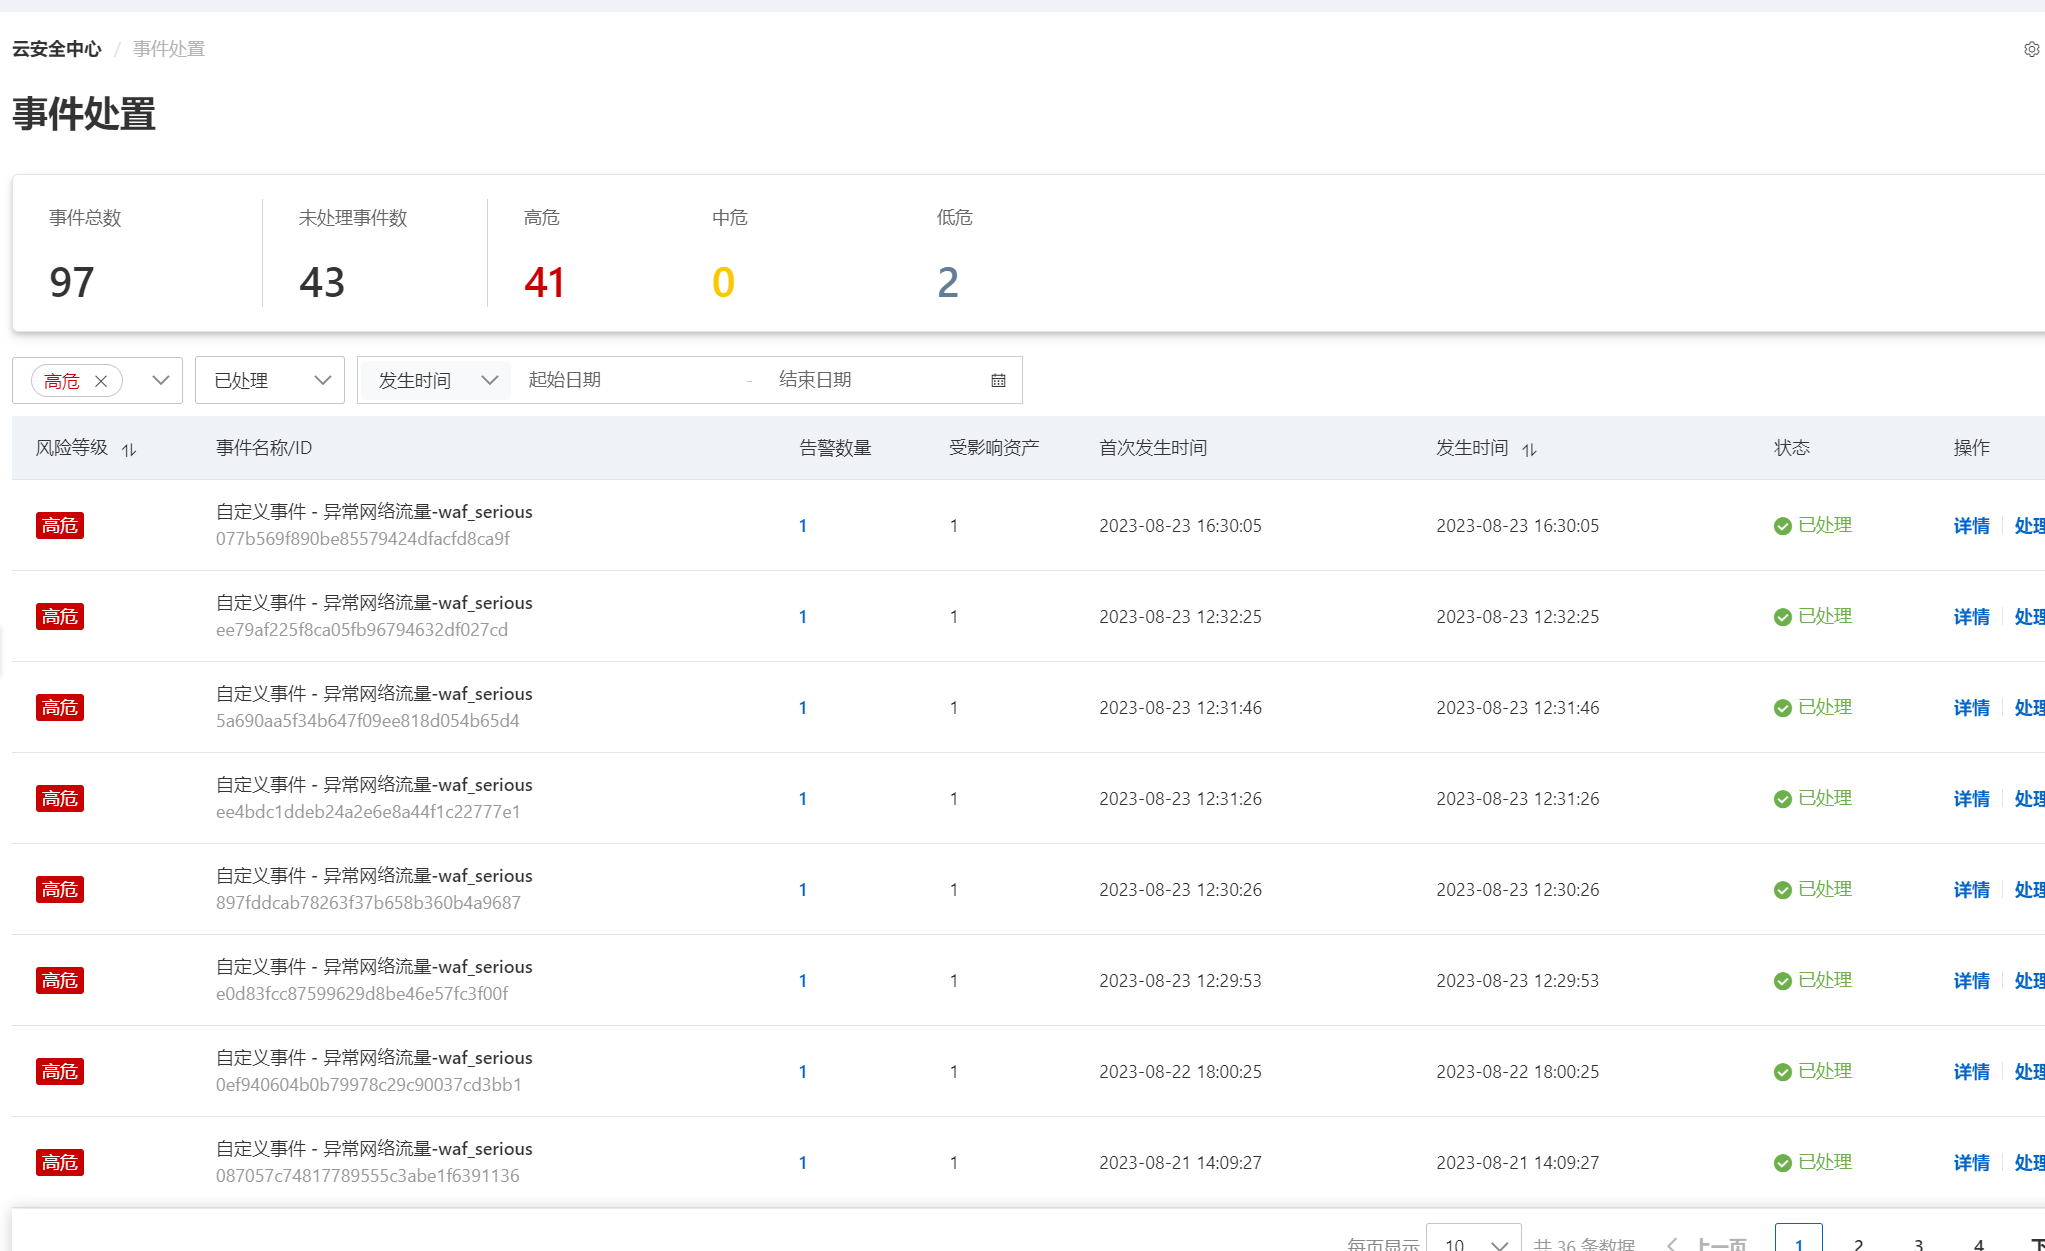 云安全中心 / 事件处置
事件处置
事件总数 未处理事件数 高危 中危 低危
97 43 41 0 2
高危 已处理 发生时间 起始日期 - 结束日期
风险等级 事件名称/ID 告警数量 受影响资产 首次发生时间 发生时间 状态 操作
自定义事件 - 异常网络流量-waf_serious
高危 1 1 2023-08-23 16:30:05 2023-08-23 16:30:05 已处理 详情 处理
077b569f890be85579424dfacfd8ca9f
自定义事件 - 异常网络流量-waf_serious
高危 1 1 2023-08-23 12:32:25 2023-08-23 12:32:25 已处理 详情 处理
ee79af225f8ca05fb96794632df027cd
自定义事件 - 异常网络流量-waf_serious
高危 1 1 2023-08-23 12:31:46 2023-08-23 12:31:46 已处理 详情 处理
5a690aa5f34b647f09ee818d054b65d4
自定义事件 - 异常网络流量-waf_serious
高危 1 1 2023-08-23 12:31:26 2023-08-23 12:31:26 已处理 详情 处理
ee4bdc1ddeb24a2e6e8a44f1c22777e1
自定义事件 - 异常网络流量-waf_serious
高危 1 1 2023-08-23 12:30:26 2023-08-23 12:30:26 已处理 详情 处理
897fddcab78263f37b658b360b4a9687
自定义事件 - 异常网络流量-waf_serious
高危 1 1 2023-08-23 12:29:53 2023-08-23 12:29:53 已处理 详情 处理
e0d83fcc87599629d8be46e57fc3f00f
自定义事件 - 异常网络流量-waf_serious
高危 1 1 2023-08-22 18:00:25 2023-08-22 18:00:25 已处理 详情 处理
0ef940604b0b79978c29c90037cd3bb1
自定义事件 - 异常网络流量-waf_serious
高危 1 1 2023-08-21 14:09:27 2023-08-21 14:09:27 已处理 详情 处理
087057c74817789555c3abe1f6391136
每页显示 10 共 36 条数据 上一页 1 2 3 4 下